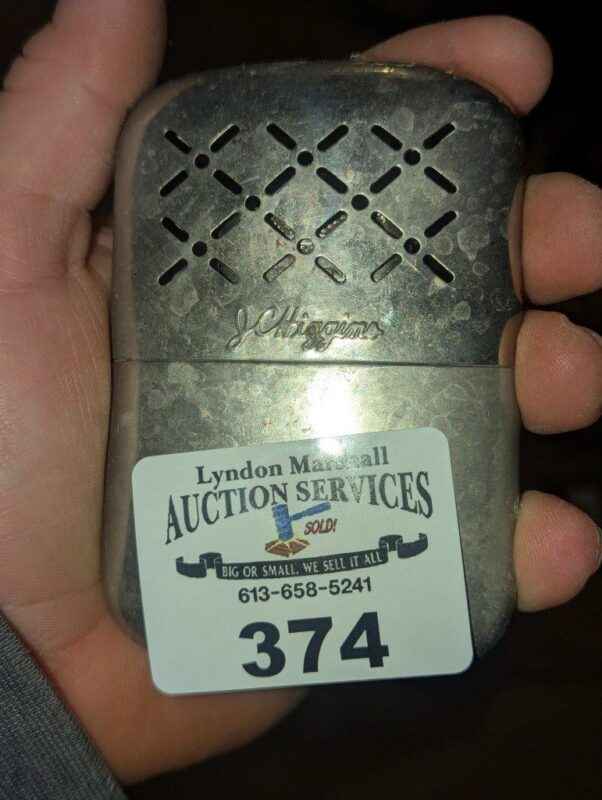 J.C.Higgins
Lyndon Marshall
AUCTION SERVICES
SOLD!
BIG OR SMALL, WE SELL IT ALL
613-658-5241
374